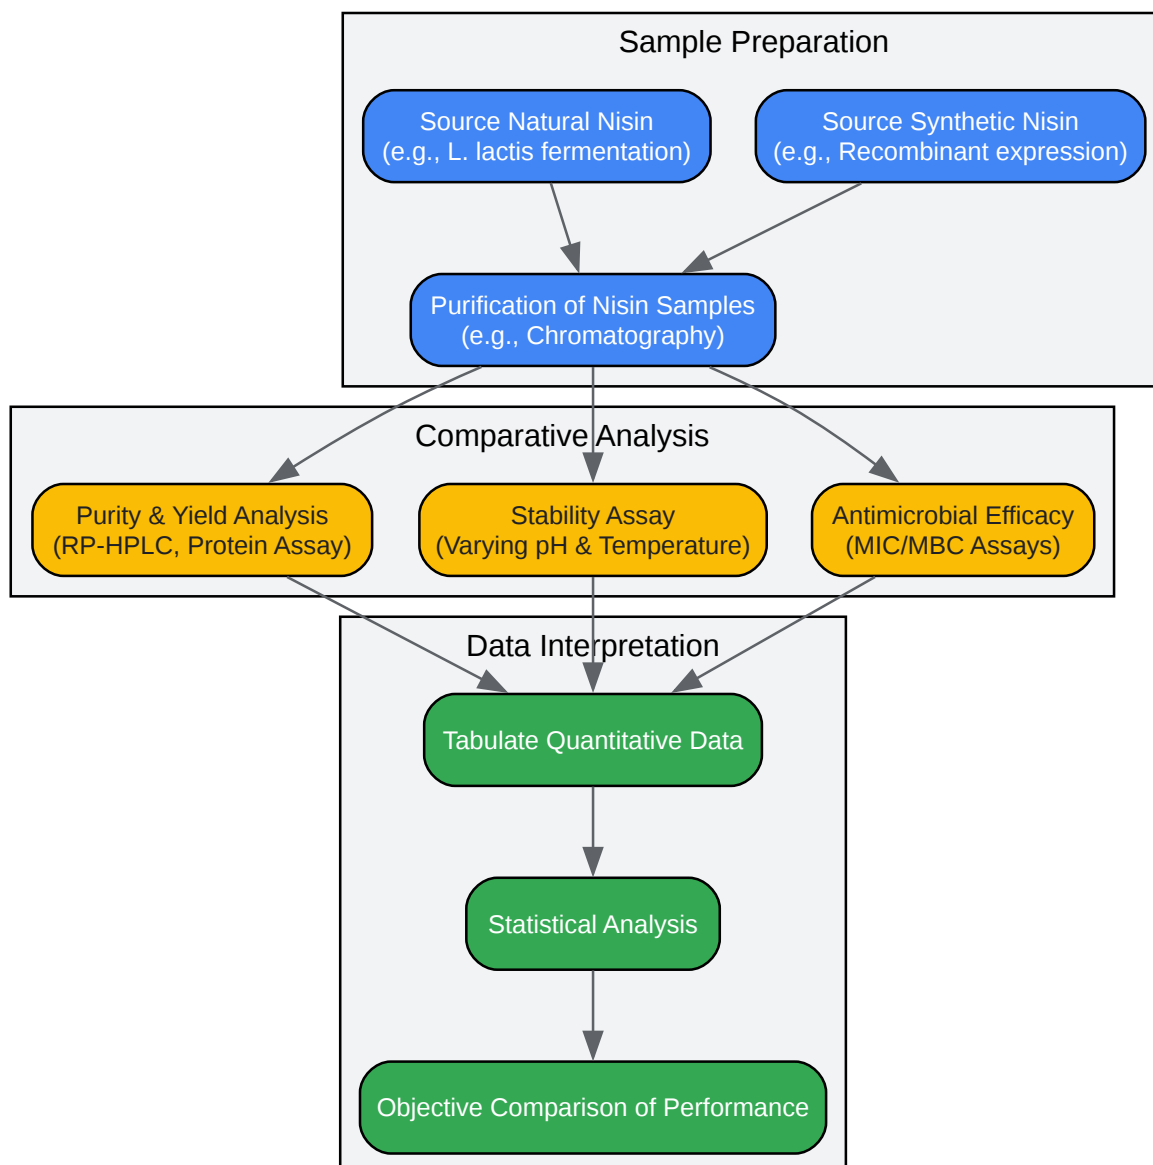 Sample Preparation
Source Natural Nisin
(e.g., L. lactis fermentation)
Source Synthetic Nisin
(e.g., Recombinant expression)
Purification of Nisin Samples
(e.g., Chromatography)
Comparative Analysis
Purity & Yield Analysis
(RP-HPLC, Protein Assay)
Stability Assay
(Varying pH & Temperature)
Antimicrobial Efficacy
(MIC/MBC Assays)
Data Interpretation
Tabulate Quantitative Data
Statistical Analysis
Objective Comparison of Performance